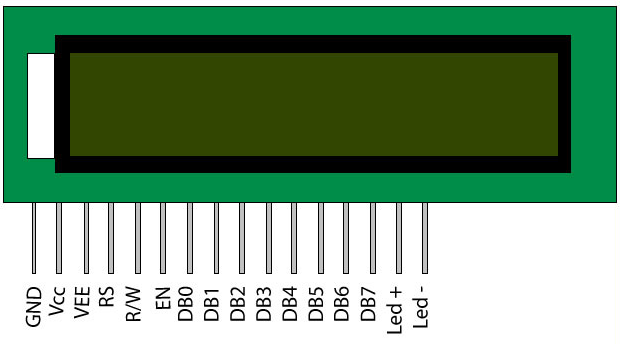 GND
Vcc
VEE
RS
R/W
EN
DB0
DB1
DB2
DB3
DB4
DB5
DB6
DB7
Led +
Led -